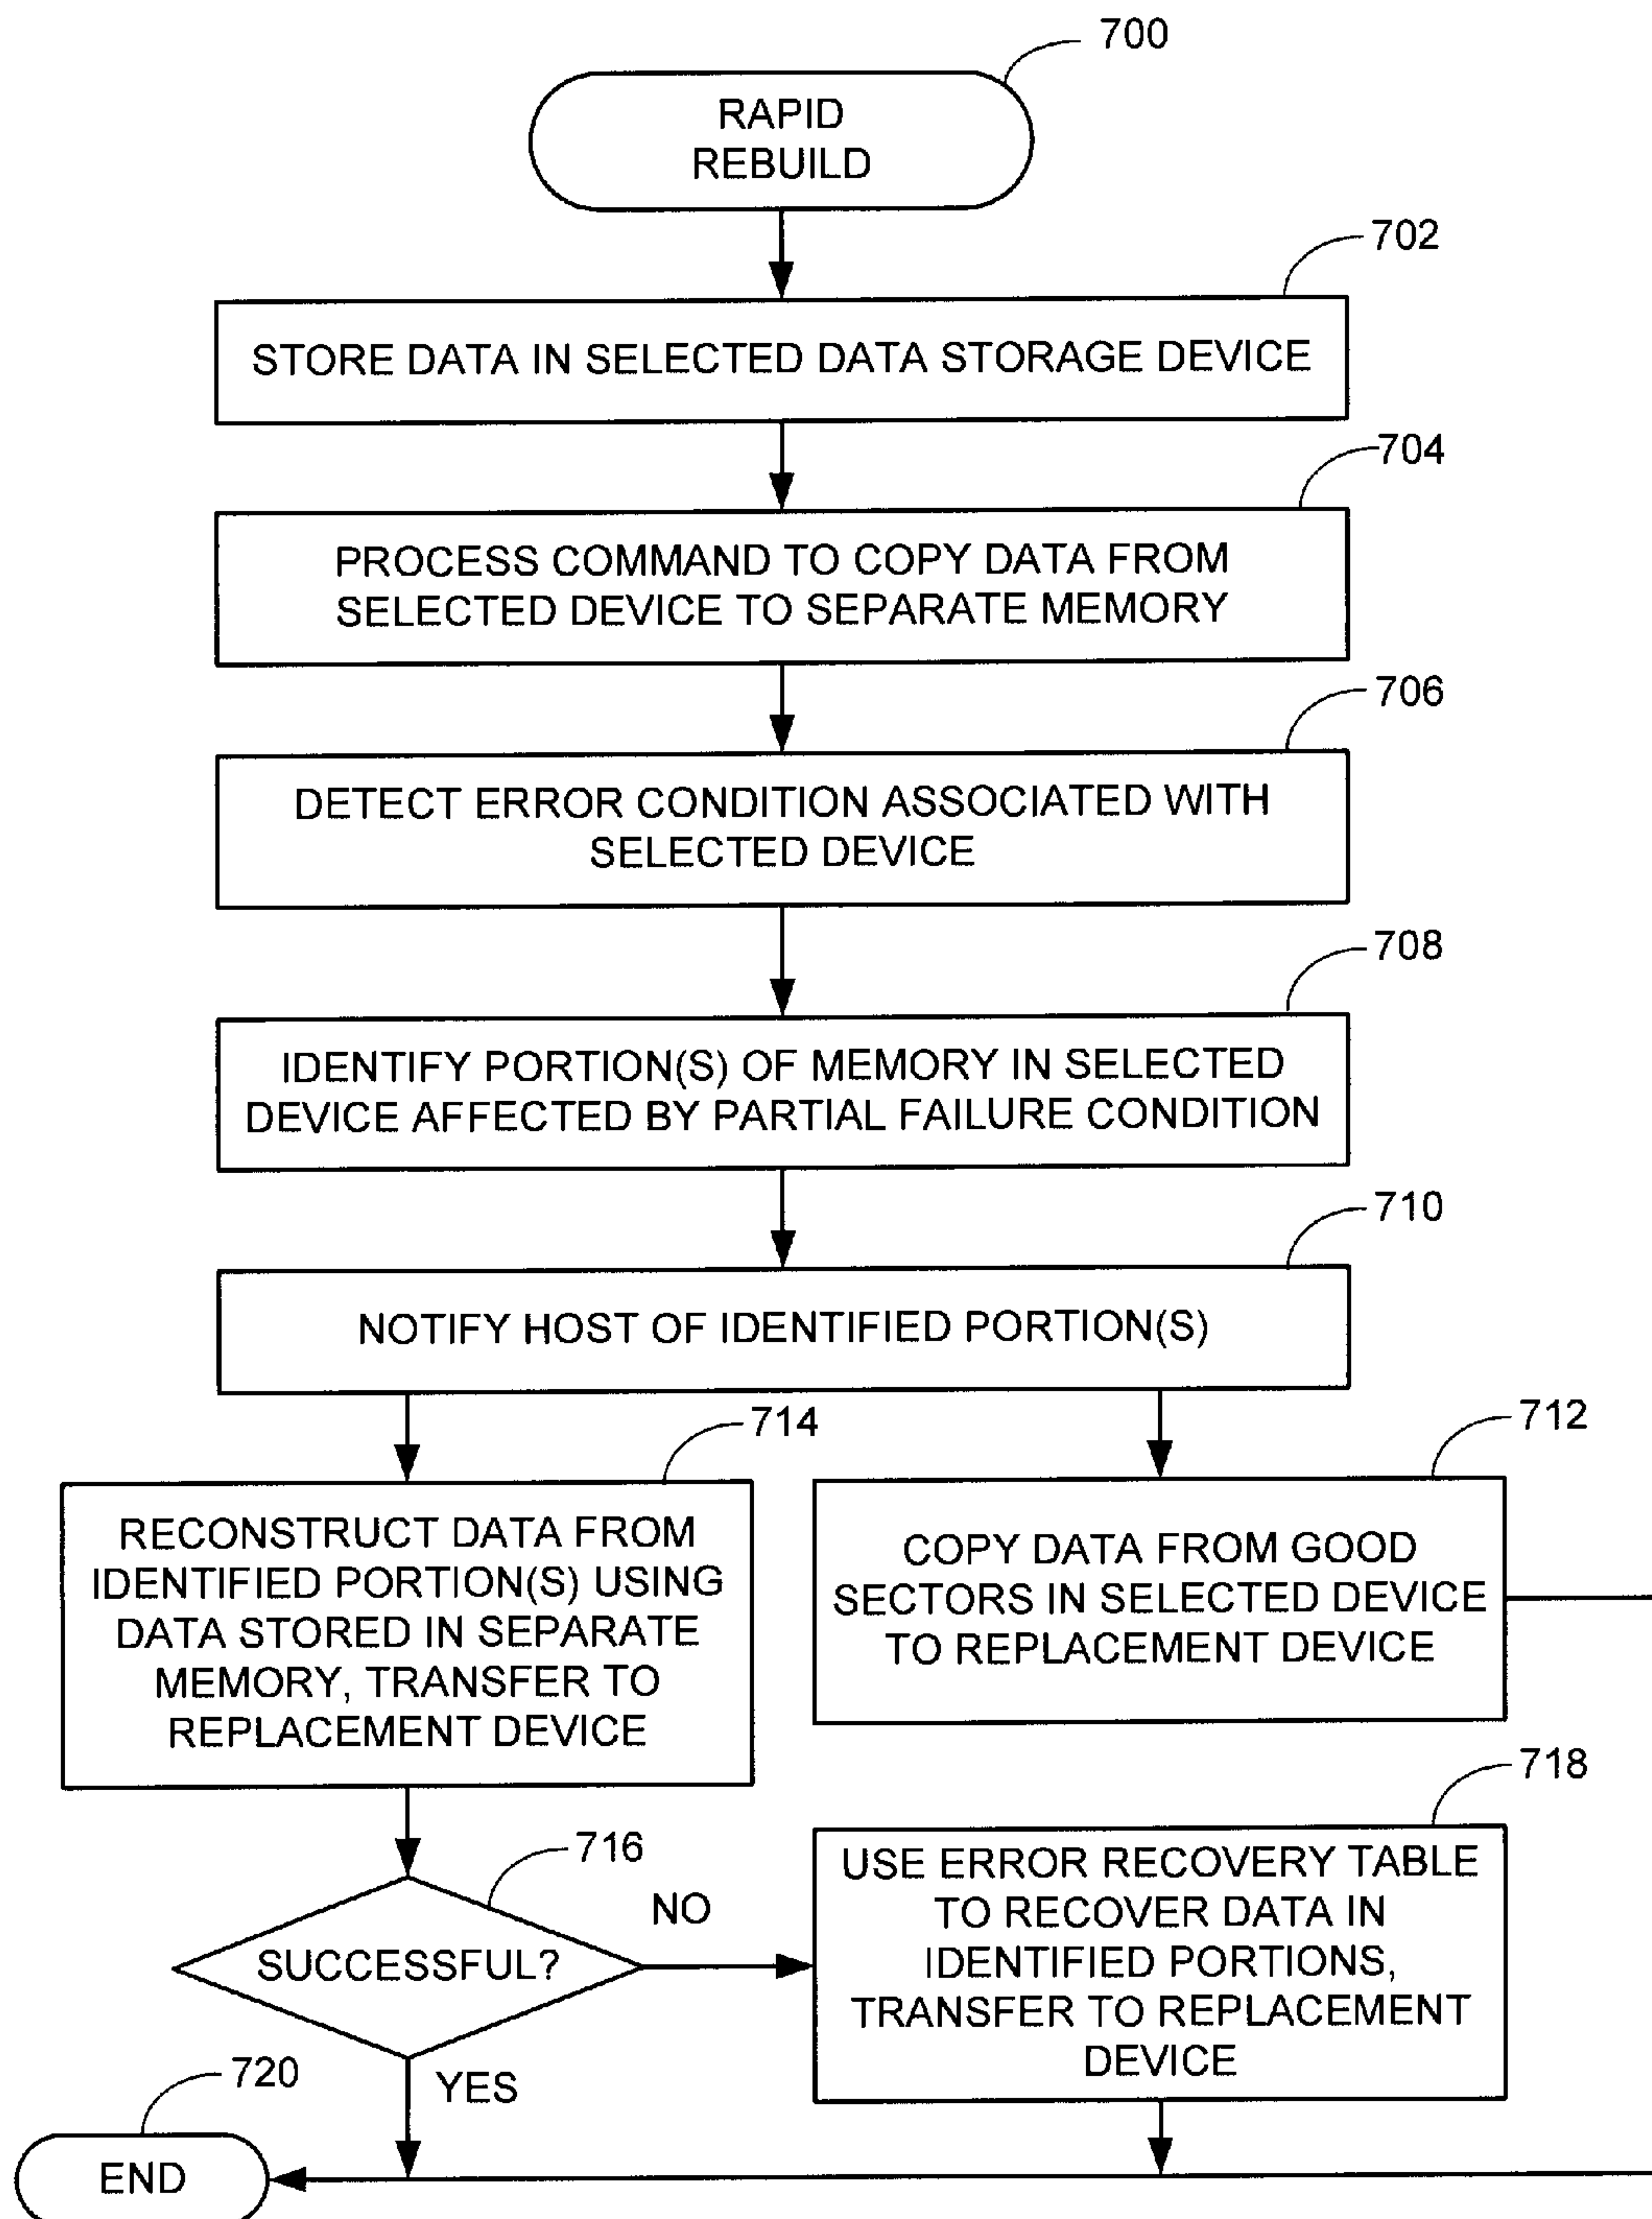 700
RAPID
REBUILD
702
STORE DATA IN SELECTED DATA STORAGE DEVICE
704
PROCESS COMMAND TO COPY DATA FROM
SELECTED DEVICE TO SEPARATE MEMORY
706
DETECT ERROR CONDITION ASSOCIATED WITH
SELECTED DEVICE
708
IDENTIFY PORTION(S) OF MEMORY IN SELECTED
DEVICE AFFECTED BY PARTIAL FAILURE CONDITION
710
NOTIFY HOST OF IDENTIFIED PORTION(S)
714
RECONSTRUCT DATA FROM
IDENTIFIED PORTION(S) USING
DATA STORED IN SEPARATE
MEMORY, TRANSFER TO
REPLACEMENT DEVICE
712
COPY DATA FROM GOOD
SECTORS IN SELECTED DEVICE
TO REPLACEMENT DEVICE
716
SUCCESSFUL?
NO
YES
718
USE ERROR RECOVERY TABLE
TO RECOVER DATA IN
IDENTIFIED PORTIONS,
TRANSFER TO REPLACEMENT
DEVICE
720
END